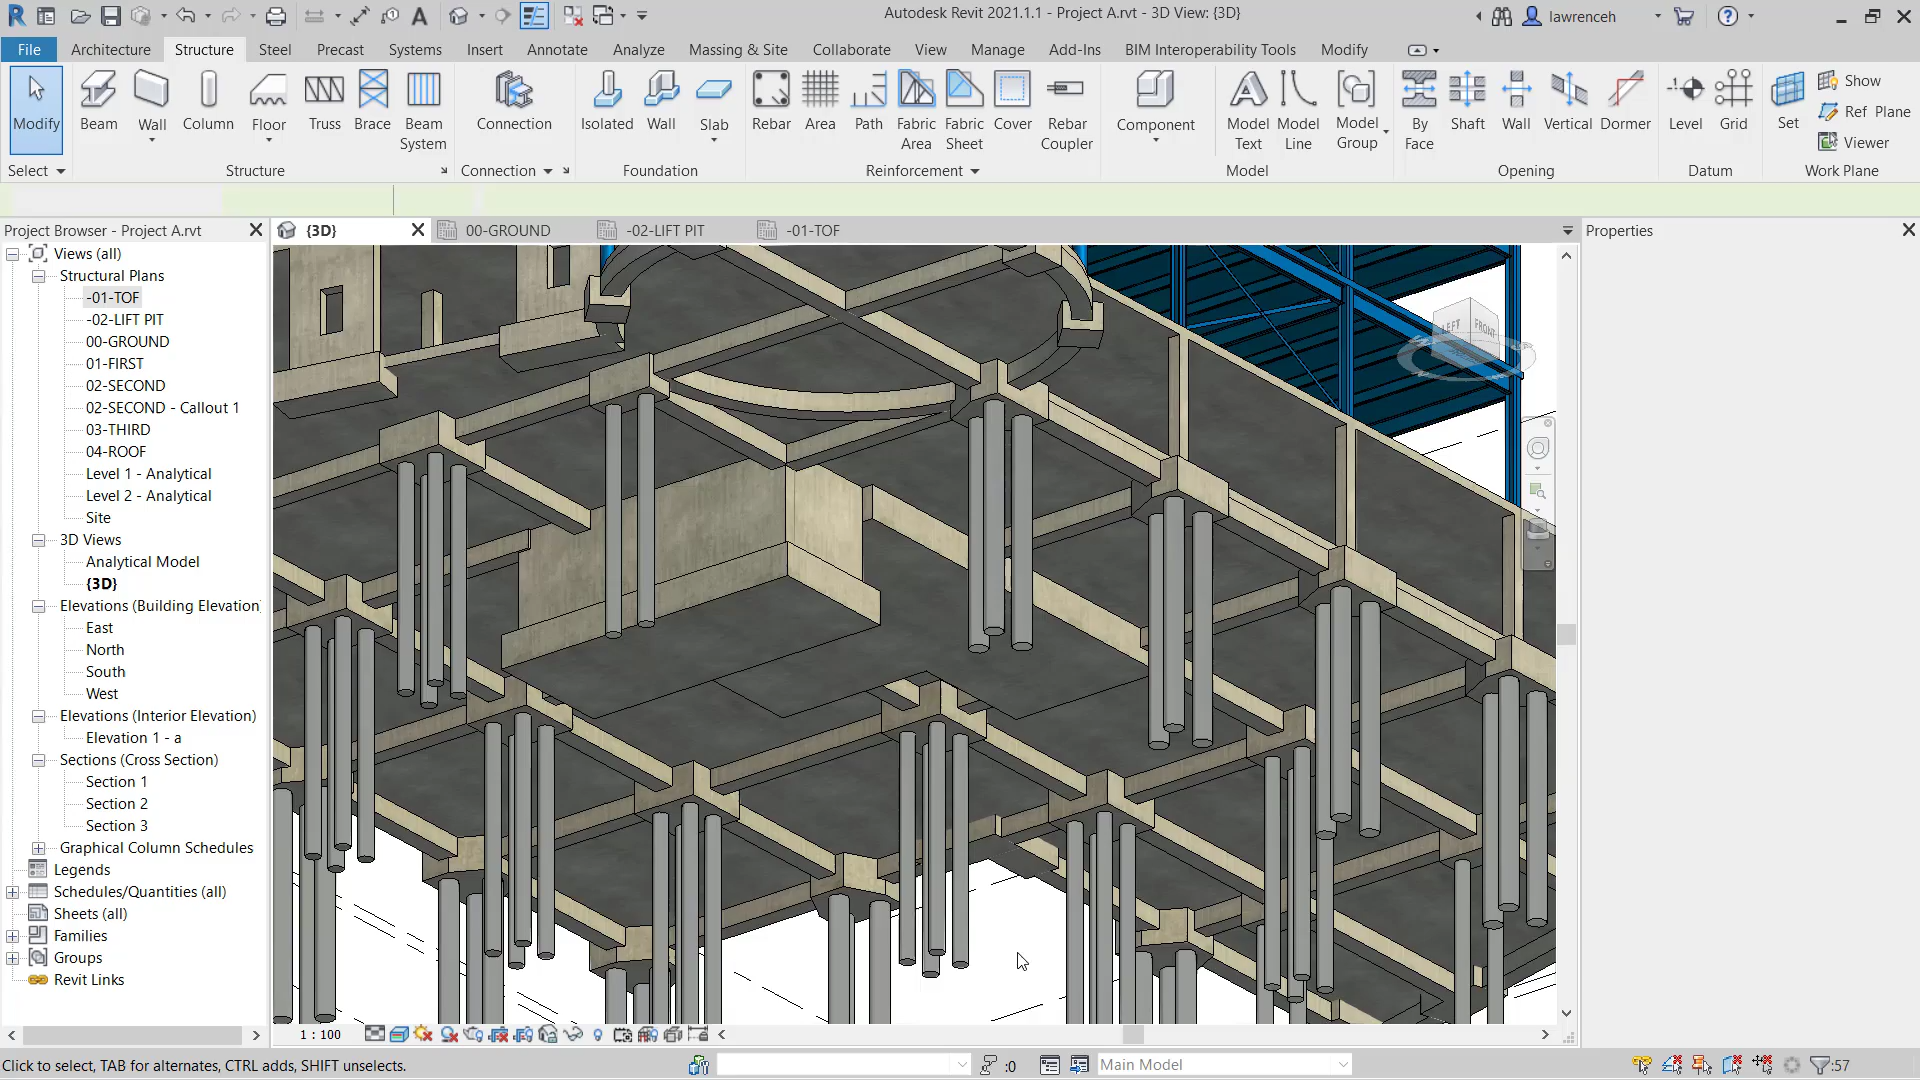 Autodesk Revit 2021.1.1 - Project A.rvt - 3D View: {3D}
lawrenceh
File
Architecture
Structure
Steel
Precast
Systems
Insert
Annotate
Analyze
Massing & Site
Collaborate
View
Manage
Add-Ins
BIM Interoperability Tools
Modify
Modify
Beam
Wall
Column
Floor
Truss
Brace
Beam
System
Connection
Isolated
Wall
Slab
Rebar
Area
Path
Fabric
Area
Fabric
Sheet
Cover
Rebar
Coupler
Component
Model
Text
Model
Line
Model
Group
By
Face
Shaft
Wall
Vertical
Dormer
Level
Grid
Set
Show
Ref Plane
Viewer
Select
Structure
Connection
Foundation
Reinforcement
Model
Opening
Datum
Work Plane
Project Browser - Project A.rvt
{3D}
00-GROUND
-02-LIFT PIT
-01-TOF
Properties
Views (all)
Structural Plans
-01-TOF
-02-LIFT PIT
00-GROUND
01-FIRST
02-SECOND
02-SECOND - Callout 1
03-THIRD
04-ROOF
Level 1 - Analytical
Level 2 - Analytical
Site
3D Views
Analytical Model
{3D}
Elevations (Building Elevation)
East
North
South
West
Elevations (Interior Elevation)
Elevation 1 - a
Sections (Cross Section)
Section 1
Section 2
Section 3
Graphical Column Schedules
Legends
Schedules/Quantities (all)
Sheets (all)
Families
Groups
Revit Links
LEFT
FRONT
1 : 100
Click to select, TAB for alternates, CTRL adds, SHIFT unselects.
:0
Main Model
:57